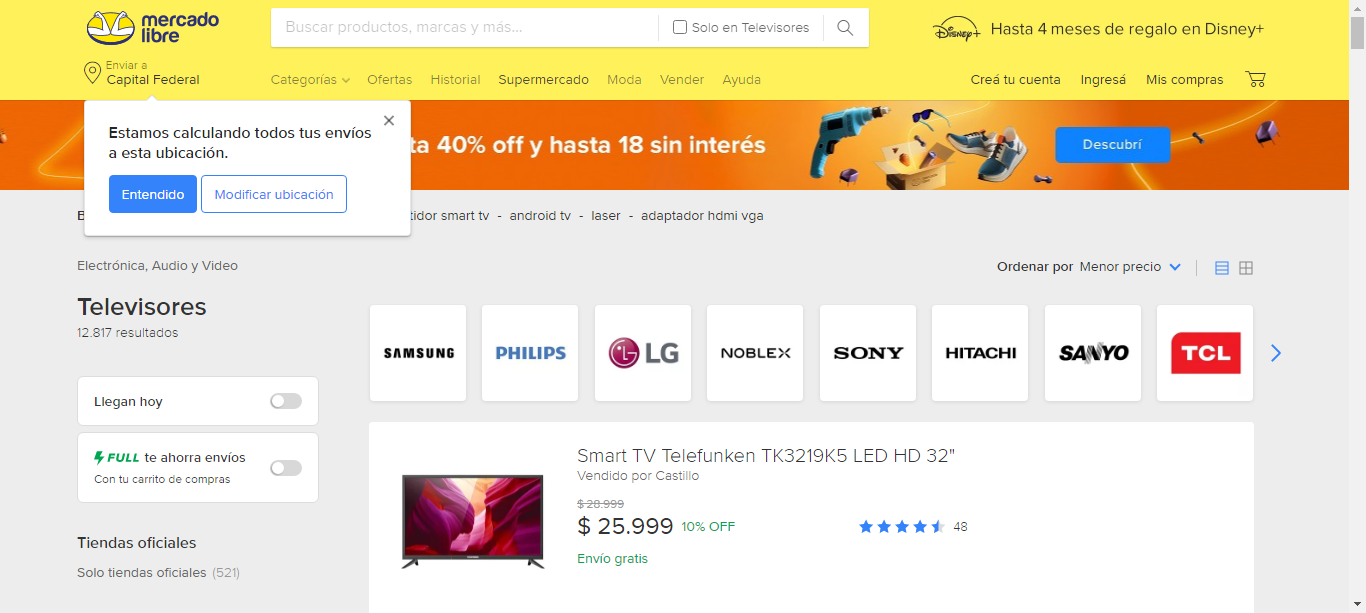 mercado
libre
Buscar productos, marcas y más...
Solo en Televisores
Disney+
Hasta 4 meses de regalo en Disney+
Enviar a
Capital Federal
Categorías
Ofertas
Historial
Supermercado
Moda
Vender
Ayuda
Creá tu cuenta
Ingresá
Mis compras
Estamos calculando todos tus envíos
a esta ubicación.
Entendido
Modificar ubicación
40% off y hasta 18 sin interés
Descubrí
smart tv - android tv - laser - adaptador hdmi vga
Electrónica, Audio y Video
Ordenar por Menor precio
Televisores
12.817 resultados
SAMSUNG
PHILIPS
LG
NOBLEX
SONY
HITACHI
SANYO
TCL
Llegan hoy
FULL te ahorra envíos
Con tu carrito de compras
Tiendas oficiales
Solo tiendas oficiales (521)
Smart TV Telefunken TK3219K5 LED HD 32"
Vendido por Castillo
$ 28.999
$ 25.999 10% OFF
48
Envío gratis